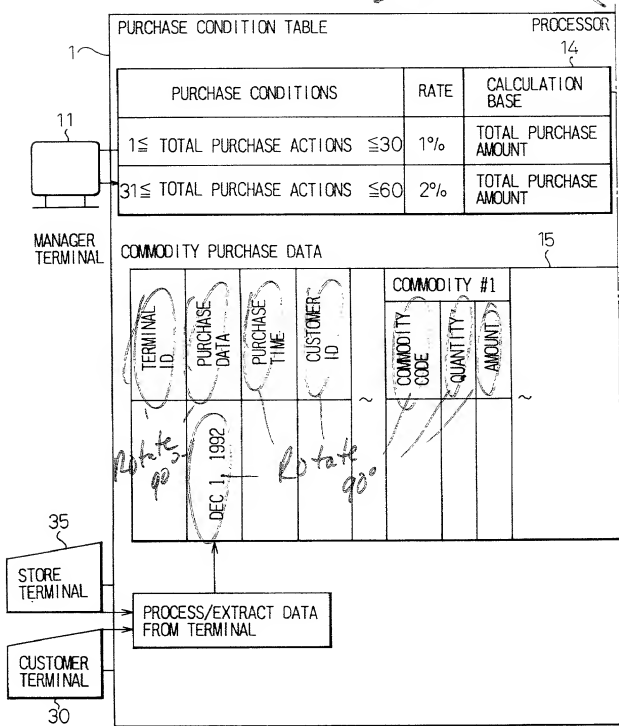 PURCHASE CONDITION TABLE PROCESSOR
1
14
PURCHASE CONDITIONS RATE CALCULATION BASE
11
1≦ TOTAL PURCHASE ACTIONS ≦30 1% TOTAL PURCHASE AMOUNT
31≦ TOTAL PURCHASE ACTIONS ≦60 2% TOTAL PURCHASE AMOUNT
MANAGER TERMINAL
COMMODITY PURCHASE DATA
15
COMMODITY #1
TERMINAL ID
PURCHASE DATA
PURCHASE TIME
CUSTOMER ID
~
COMMODITY CODE
QUANTITY
AMOUNT
~
Rotate 90
DEC 1 1992
Rotate 90°
35
STORE TERMINAL
PROCESS/EXTRACT DATA
FROM TERMINAL
CUSTOMER TERMINAL
30